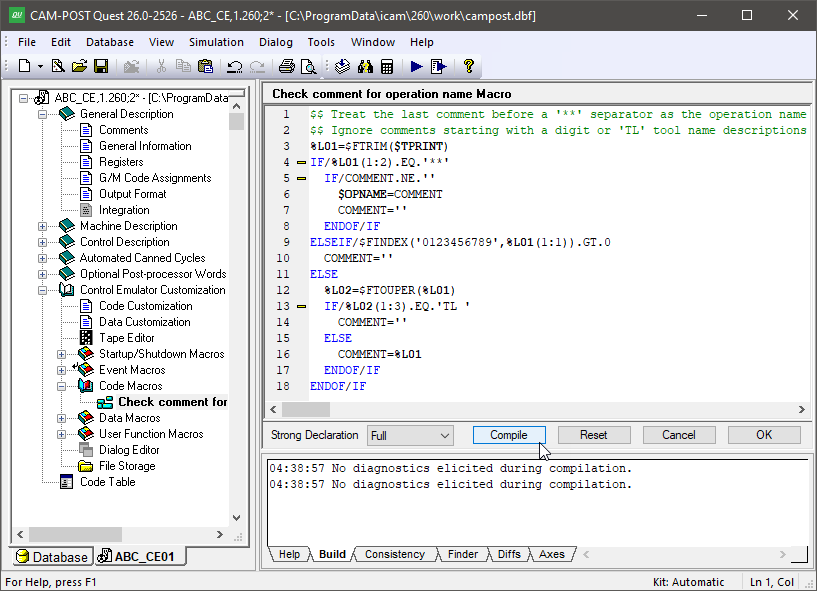 CAM-POST Quest 26.0-2526 - ABC_CE,1.260;2* - [C:\ProgramData\icam\260\work\campost.dbf]
File Edit Database View Simulation Dialog Tools Window Help
ABC_CE,1.260;2* - [C:\ProgramData
General Description
Comments
General Information
Registers
G/M Code Assignments
Output Format
Integration
Machine Description
Control Description
Automated Canned Cycles
Optional Post-processor Words
Control Emulator Customization
Code Customization
Data Customization
Tape Editor
Startup/Shutdown Macros
Event Macros
Code Macros
Check comment for
Data Macros
User Function Macros
Dialog Editor
File Storage
Code Table
Database ABC_CE01
Check comment for operation name Macro
1 $$ Treat the last comment before a '**' separator as the operation name
2 $$ Ignore comments starting with a digit or 'TL' tool name descriptions
3 %L01=$FTRIM($TPRINT)
4 IF/%L01(1:2).EQ.'**'
5 IF/COMMENT.NE.''
6 $OPNAME=COMMENT
7 COMMENT=''
8 ENDOF/IF
9 ELSEIF/$FINDEX('0123456789',%L01(1:1)).GT.0
10 COMMENT=''
11 ELSE
12 %L02=$FTOUPER(%L01)
13 IF/%L02(1:3).EQ.'TL '
14 COMMENT=''
15 ELSE
16 COMMENT=%L01
17 ENDOF/IF
18 ENDOF/IF
Strong Declaration Full Compile Reset Cancel OK
04:38:57 No diagnostics elicited during compilation.
04:38:57 No diagnostics elicited during compilation.
Help Build Consistency Finder Diffs Axes
For Help, press F1 Kit: Automatic Ln 1, Col